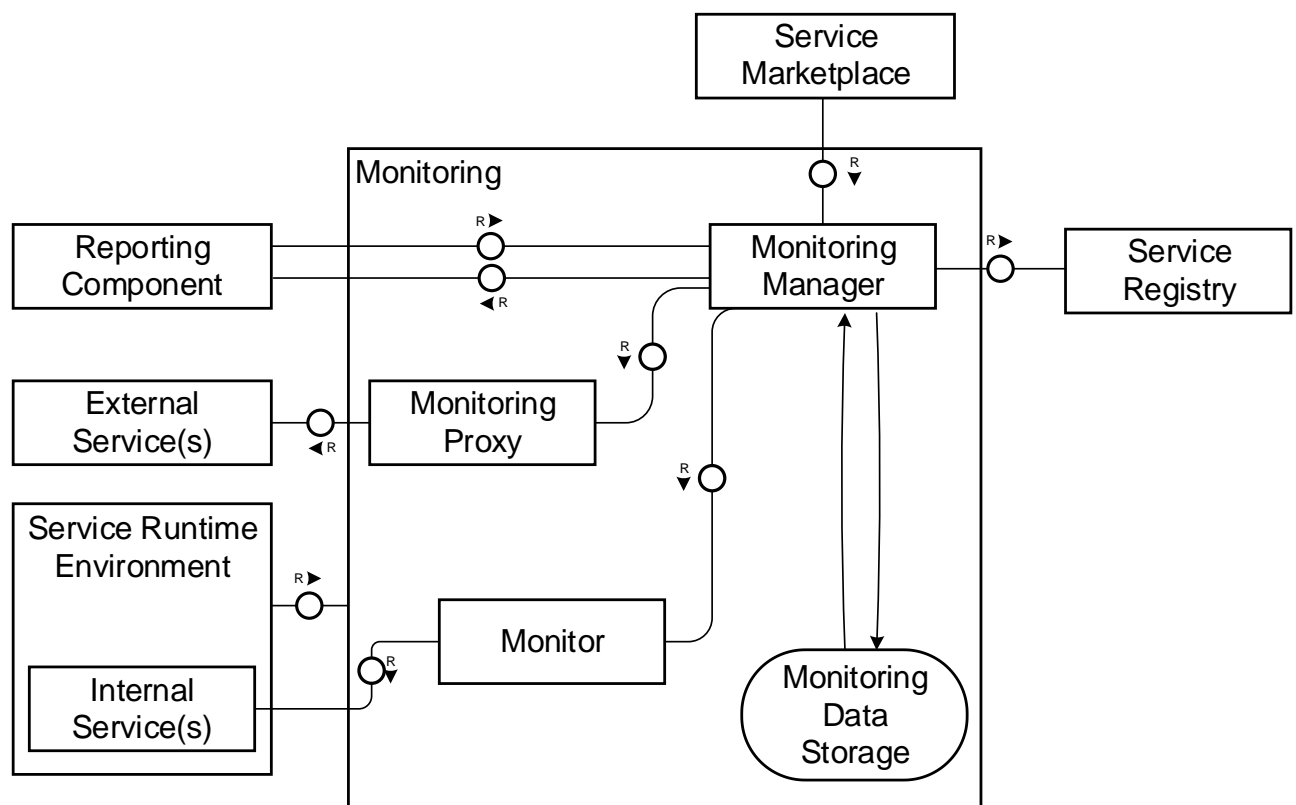 Service
Marketplace
Monitoring
R
R
Reporting
Component
Monitoring
Manager
R
Service
Registry
R
R
External
Service(s)
Monitoring
Proxy
R
R
Service Runtime
Environment
R
Monitor
R
Internal
Service(s)
Monitoring
Data
Storage